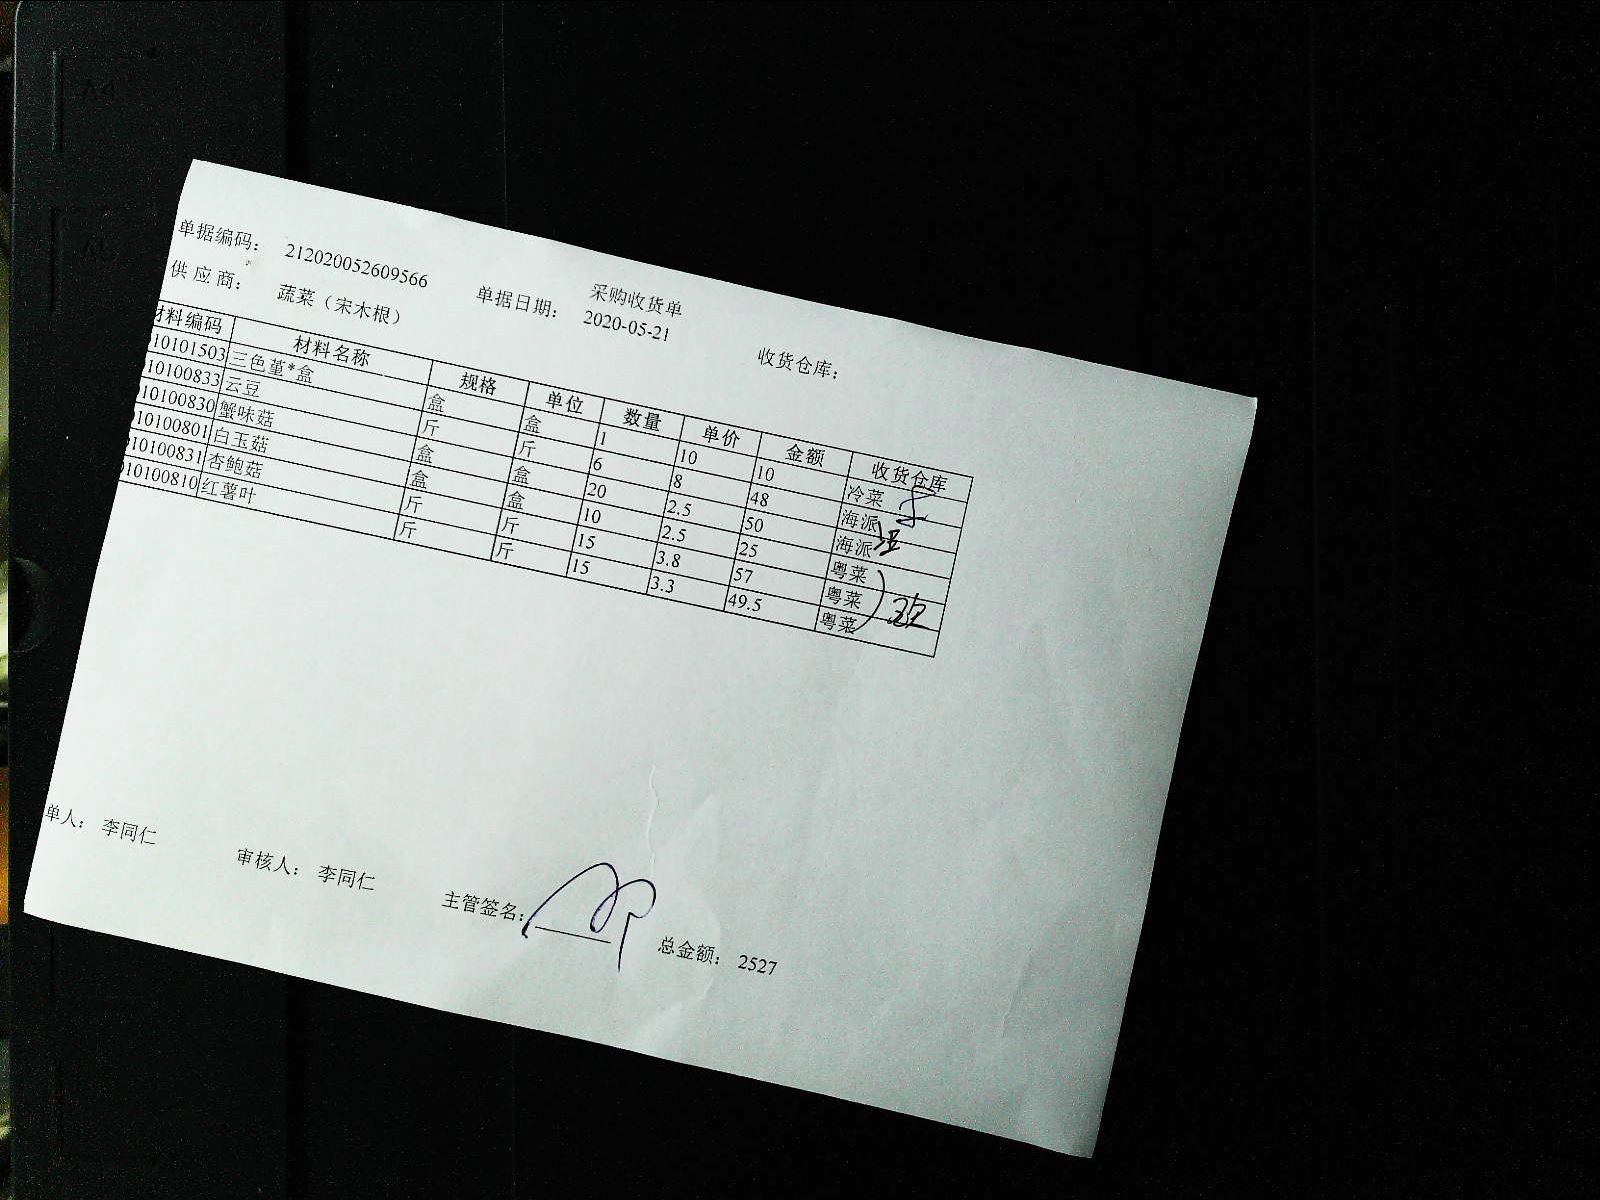 A4
A5
采购收货单
单据编码: 212020052609566 单据日期: 2020-05-21 收货仓库:
供应商: 蔬菜（宋木根）
材料编码 材料名称 规格 单位 数量 单价 金额 收货仓库
10101503 三色堇*盒 盒 盒 1 10 10 冷菜
10100833 云豆 斤 斤 6 8 48 海派
10100830 蟹味菇 盒 盒 20 2.5 50 海派
10100801 白玉菇 盒 盒 10 2.5 25 粤菜
10100831 杏鲍菇 斤 斤 15 3.8 57 粤菜
10100810 红薯叶 斤 斤 15 3.3 49.5 粤菜
单人: 李同仁 审核人: 李同仁 主管签名: 总金额: 2527